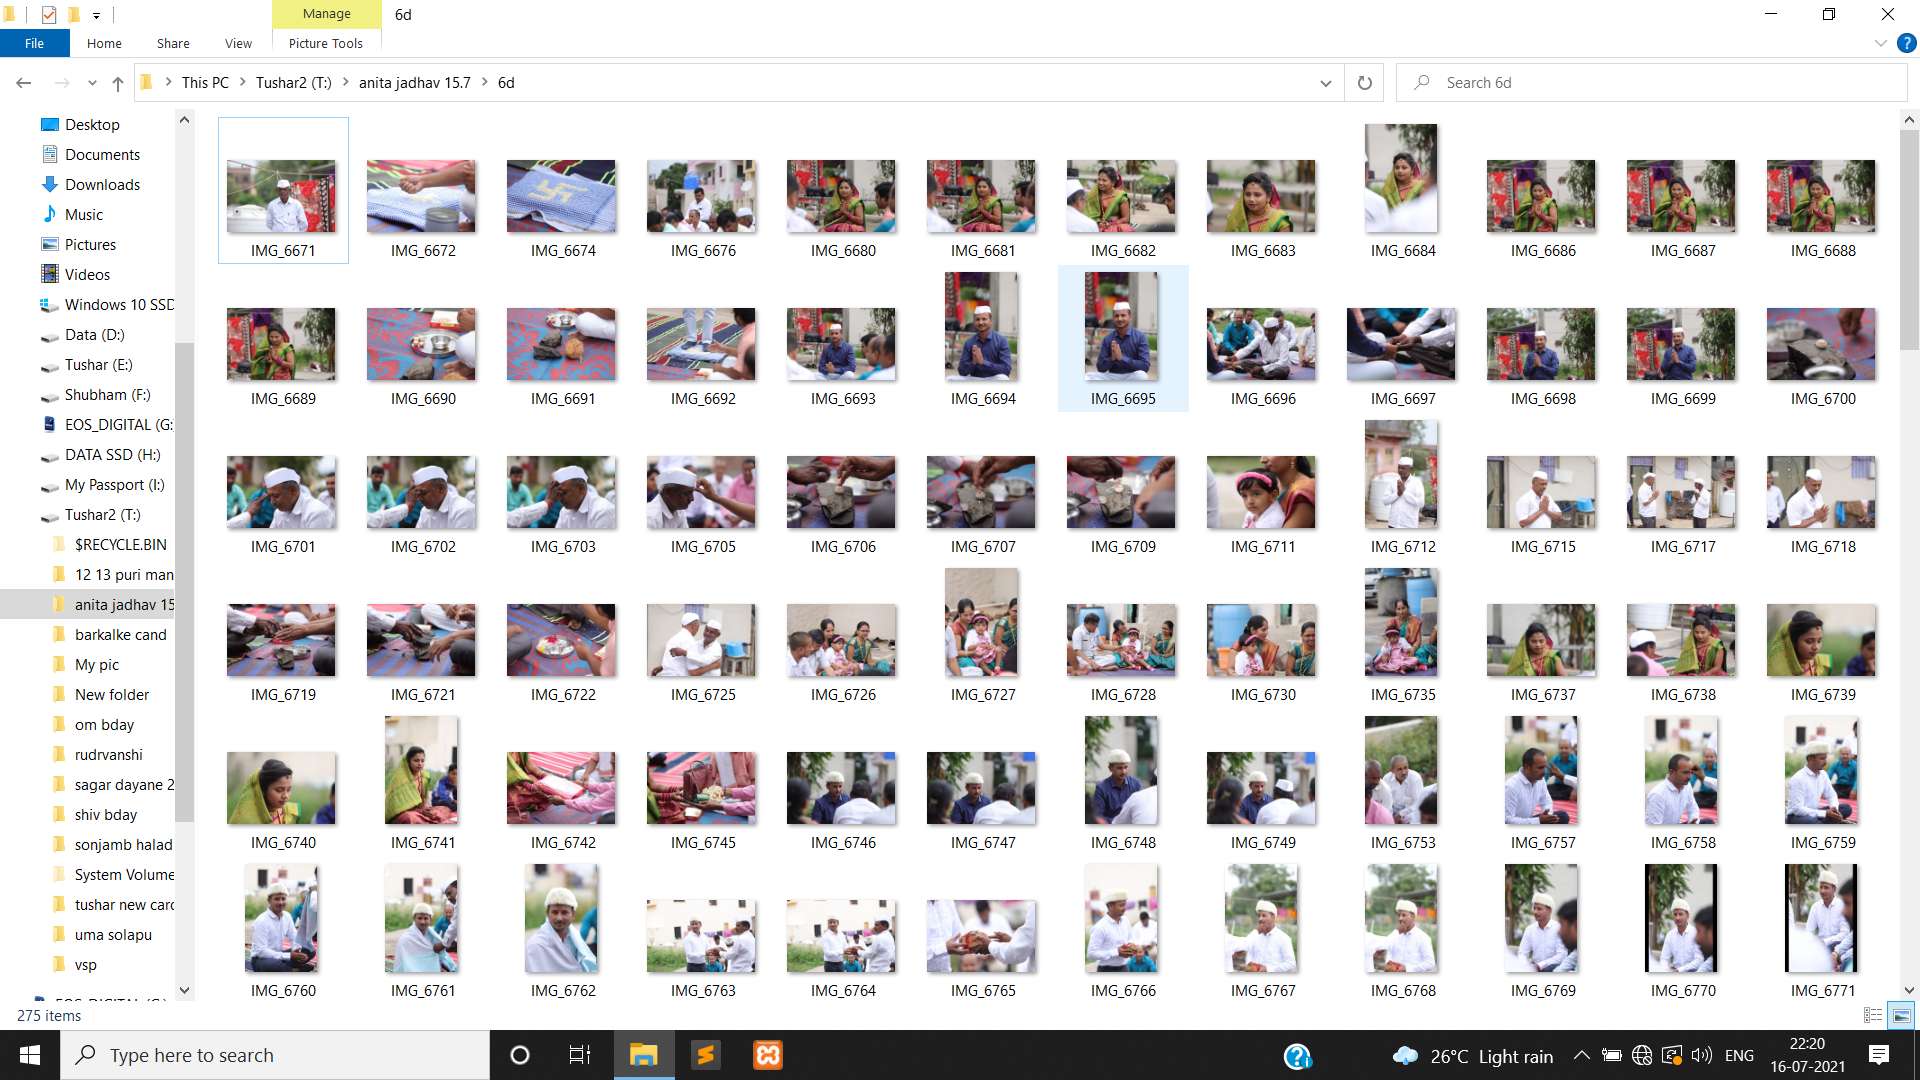 Manage
6d
File
Home
Share
View
Picture Tools
This PC
Tushar2 (T:)
anita jadhav 15.7
6d
Search 6d
Desktop
Documents
Downloads
Music
Pictures
Videos
Windows 10 SSD
Data (D:)
Tushar (E:)
Shubham (F:)
EOS_DIGITAL (G:
DATA SSD (H:)
My Passport (I:)
Tushar2 (T:)
$RECYCLE.BIN
12 13 puri man
anita jadhav 15
barkalke cand
My pic
New folder
om bday
rudrvanshi
sagar dayane 2
shiv bday
sonjamb halad
System Volume
tushar new card
uma solapu
vsp
IMG_6671 IMG_6672 IMG_6674 IMG_6676 IMG_6680 IMG_6681 IMG_6682 IMG_6683 IMG_6684 IMG_6686 IMG_6687 IMG_6688
IMG_6689 IMG_6690 IMG_6691 IMG_6692 IMG_6693 IMG_6694 IMG_6695 IMG_6696 IMG_6697 IMG_6698 IMG_6699 IMG_6700
IMG_6701 IMG_6702 IMG_6703 IMG_6705 IMG_6706 IMG_6707 IMG_6709 IMG_6711 IMG_6712 IMG_6715 IMG_6717 IMG_6718
IMG_6719 IMG_6721 IMG_6722 IMG_6725 IMG_6726 IMG_6727 IMG_6728 IMG_6730 IMG_6735 IMG_6737 IMG_6738 IMG_6739
IMG_6740 IMG_6741 IMG_6742 IMG_6745 IMG_6746 IMG_6747 IMG_6748 IMG_6749 IMG_6753 IMG_6757 IMG_6758 IMG_6759
IMG_6760 IMG_6761 IMG_6762 IMG_6763 IMG_6764 IMG_6765 IMG_6766 IMG_6767 IMG_6768 IMG_6769 IMG_6770 IMG_6771
275 items
Type here to search
26°C Light rain
ENG
22:20
16-07-2021